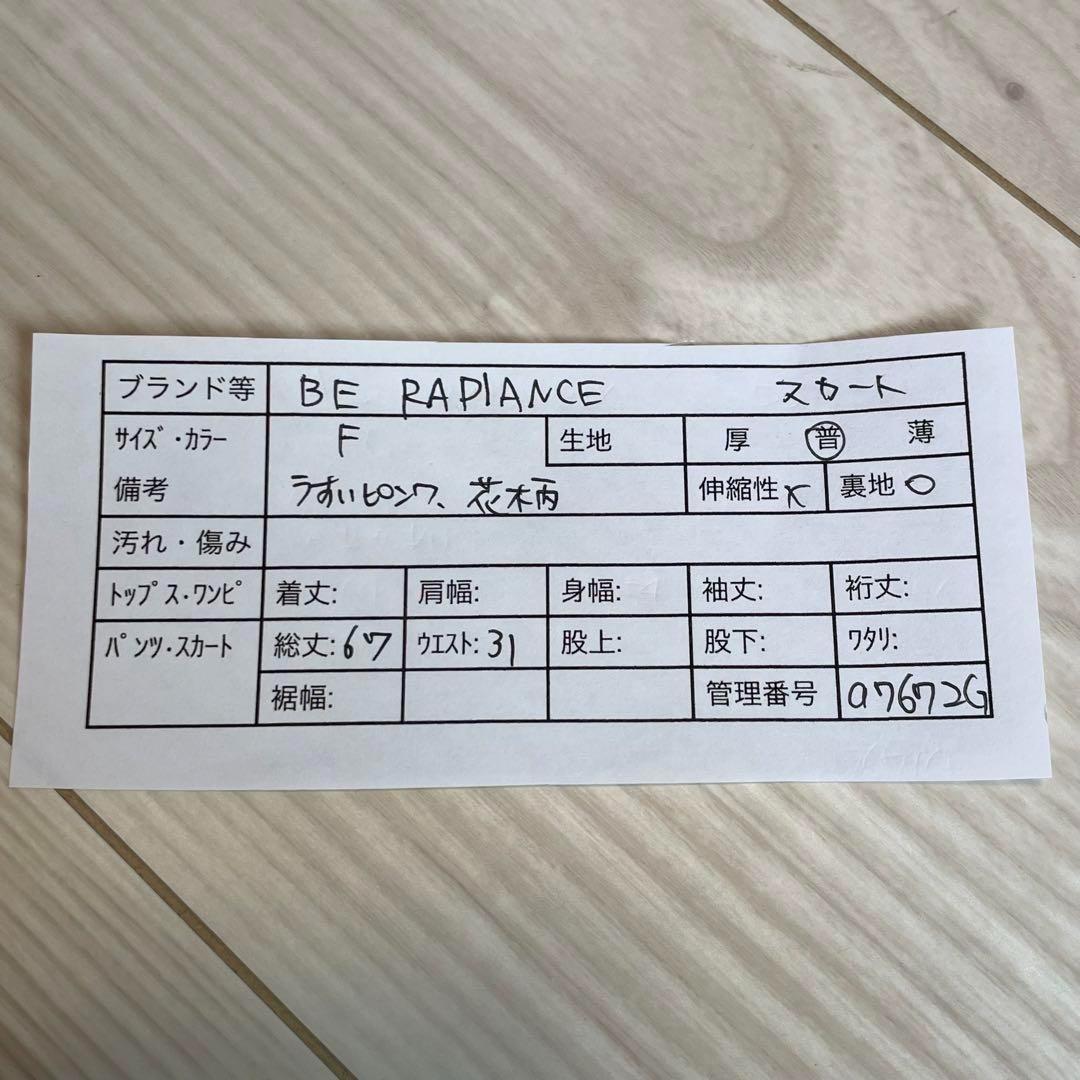 ブランド等 BE RADIANCE スカート
サイズ・カラー F 生地 厚 普 薄
備考 うすいピンク、花柄 伸縮性 × 裏地 ○
汚れ・傷み
トップス・ワンピ 着丈: 肩幅: 身幅: 袖丈: 裄丈:
パンツ・スカート 総丈:67 ウエスト:31 股上: 股下: ワタリ:
裾幅: 管理番号 a7672G